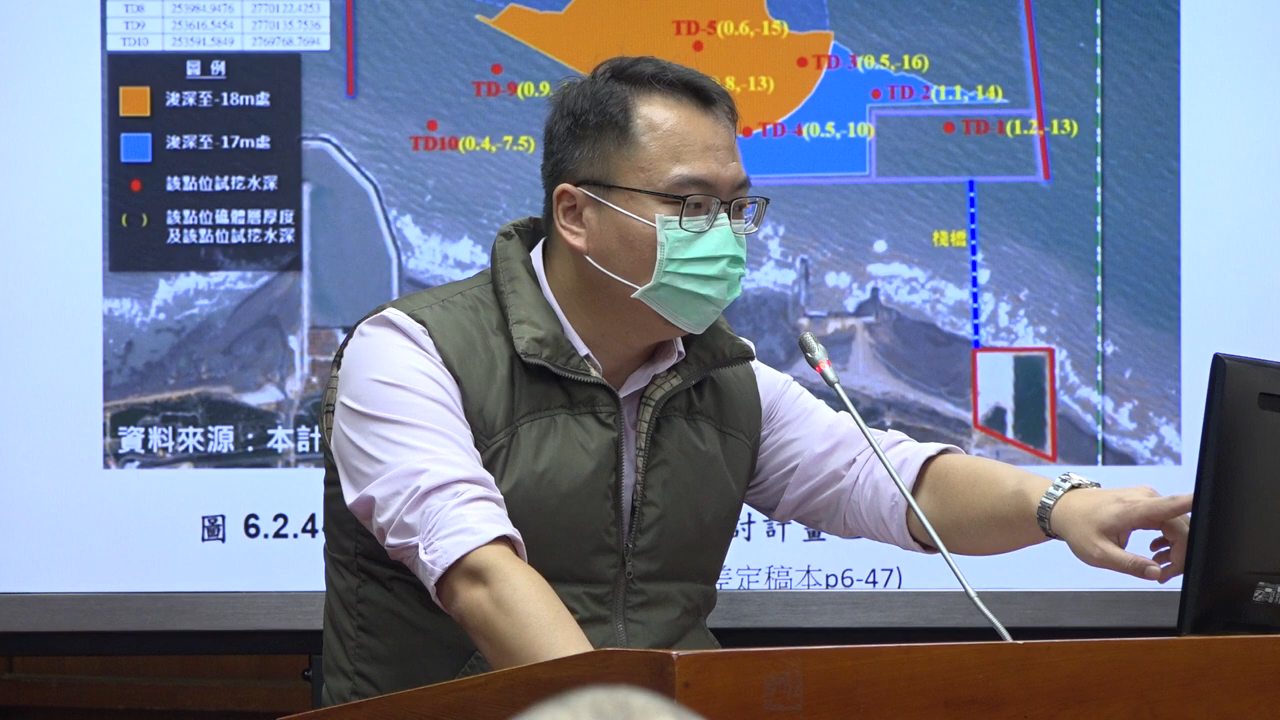 TD8 253984.9476 2770122.4253
TD9 253616.5454 2770135.7536
TD10 253591.5849 2769768.7694
圖 例
浚深至-18m處
浚深至-17m處
該點位試挖水深
( ) 該點位硫體層厚度
及該點位試挖水深
TD-5(0.6,-15)
TD-3(0.5,-16)
TD-9(0.9,
.8,-13)
TD-2(1.1,-14)
TD-4(0.5,-10)
TD-1(1.2,-13)
TD10(0.4,-7.5)
棧橋
資料來源：本計
圖 6.2.4
討計畫
差定稿本p6-47)